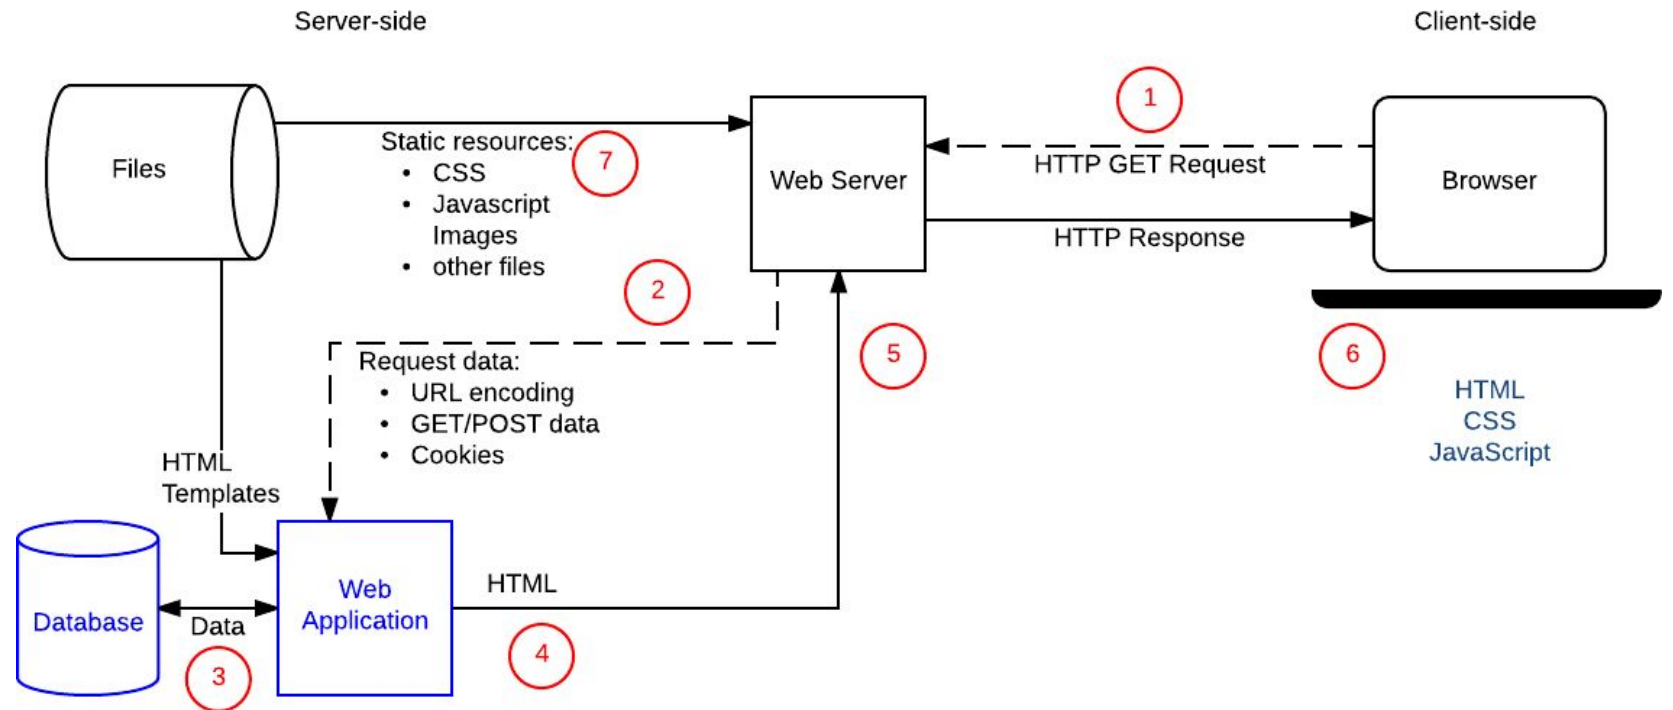 Server-side
Client-side
Files
Static resources:
• CSS
• Javascript
Images
• other files
7
Web Server
1
HTTP GET Request
HTTP Response
Browser
2
Request data:
• URL encoding
• GET/POST data
• Cookies
5
6
HTML
CSS
JavaScript
HTML
Templates
Database
Data
3
Web
Application
HTML
4